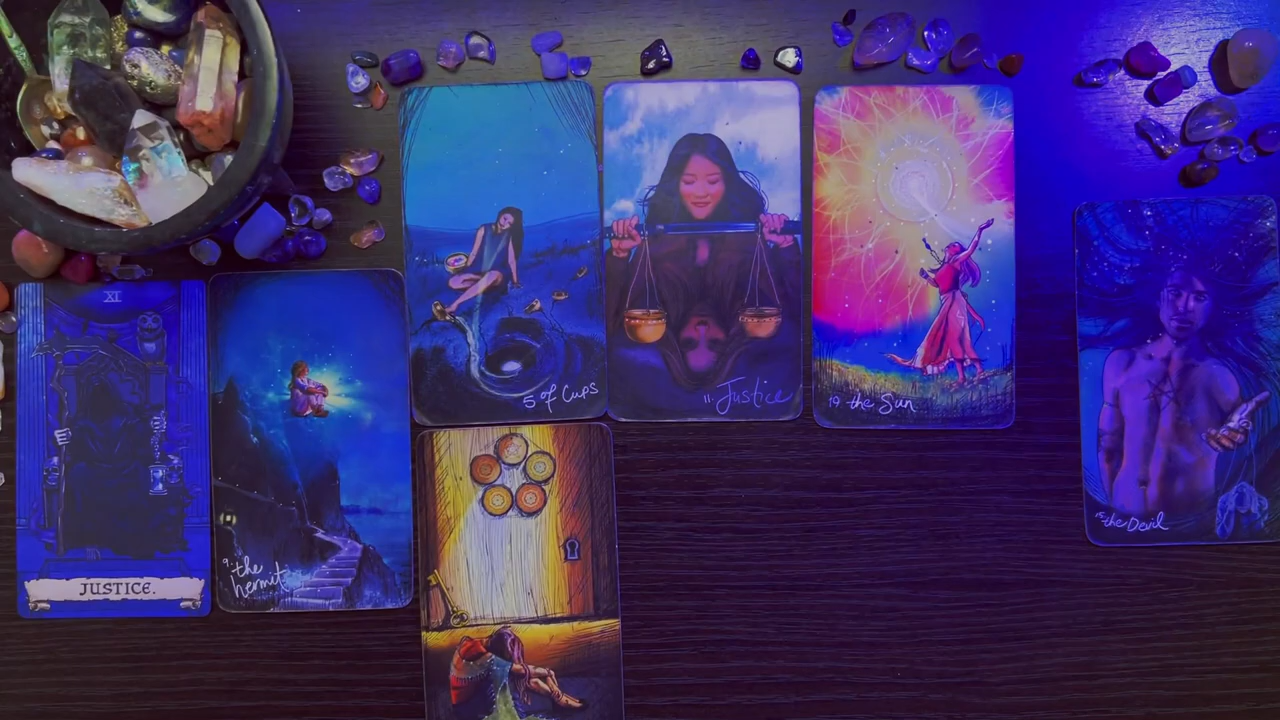 XI
JUSTICE.
9 the
hermit
5 of Cups
11. Justice
19 the Sun
15 the Devil